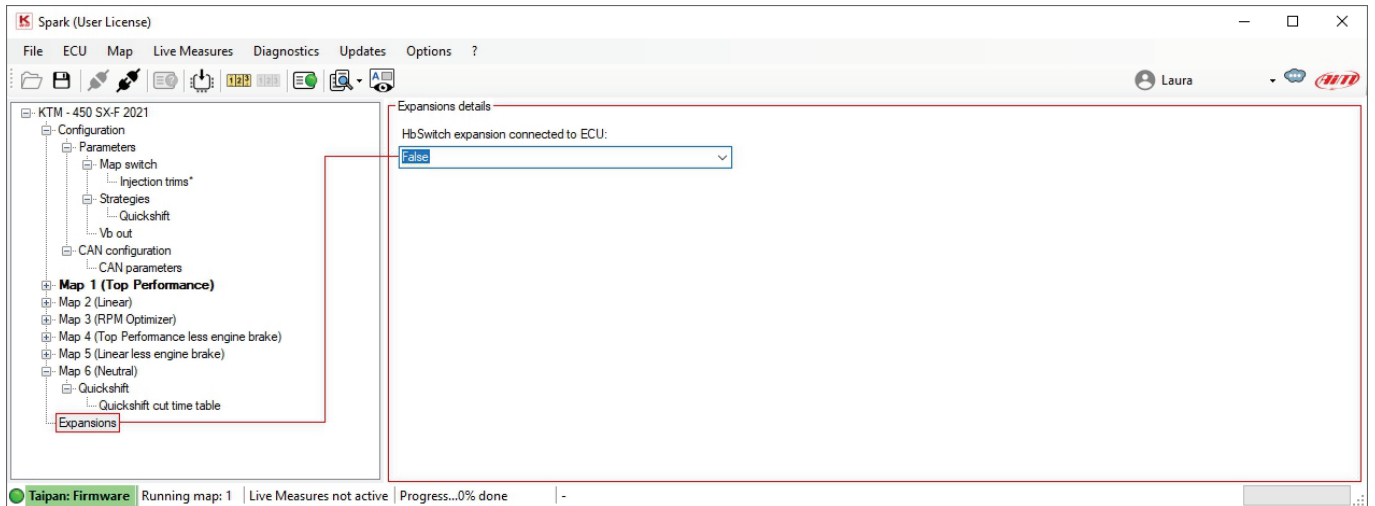 Spark (User License)
File ECU Map Live Measures Diagnostics Updates Options ?
Laura
KTM - 450 SX-F 2021
Configuration
Parameters
Map switch
Injection trims*
Strategies
Quickshift
Vb out
CAN configuration
CAN parameters
Map 1 (Top Performance)
Map 2 (Linear)
Map 3 (RPM Optimizer)
Map 4 (Top Performance less engine brake)
Map 5 (Linear less engine brake)
Map 6 (Neutral)
Quickshift
Quickshift cut time table
Expansions
Expansions details
HbSwitch expansion connected to ECU:
False
Taipan: Firmware Running map: 1 Live Measures not active Progress...0% done -